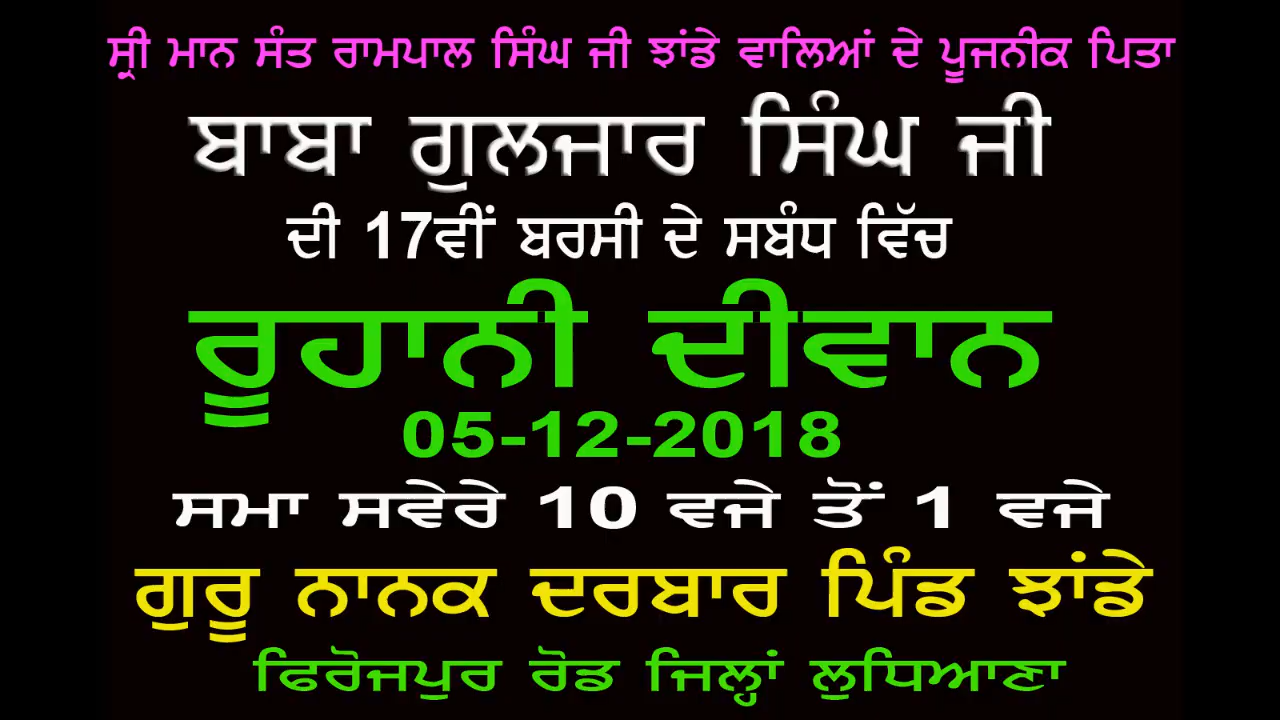 ਸ੍ਰੀ ਮਾਨ ਸੰਤ ਰਾਮਪਾਲ ਸਿੰਘ ਜੀ ਝਾਂਡੇ ਵਾਲਿਆਂ ਦੇ ਪੂਜਨੀਕ ਪਿਤਾ
ਬਾਬਾ ਗੁਲਜਾਰ ਸਿੰਘ ਜੀ
ਦੀ 17ਵੀਂ ਬਰਸੀ ਦੇ ਸਬੰਧ ਵਿੱਚ
ਰੂਹਾਨੀ ਦੀਵਾਨ
05-12-2018
ਸਮਾ ਸਵੇਰੇ 10 ਵਜੇ ਤੋਂ 1 ਵਜੇ
ਗੁਰੂ ਨਾਨਕ ਦਰਬਾਰ ਪਿੰਡ ਝਾਂਡੇ
ਫਿਰੋਜਪੁਰ ਰੋਡ ਜਿਲ੍ਹਾਂ ਲੁਧਿਆਣਾ